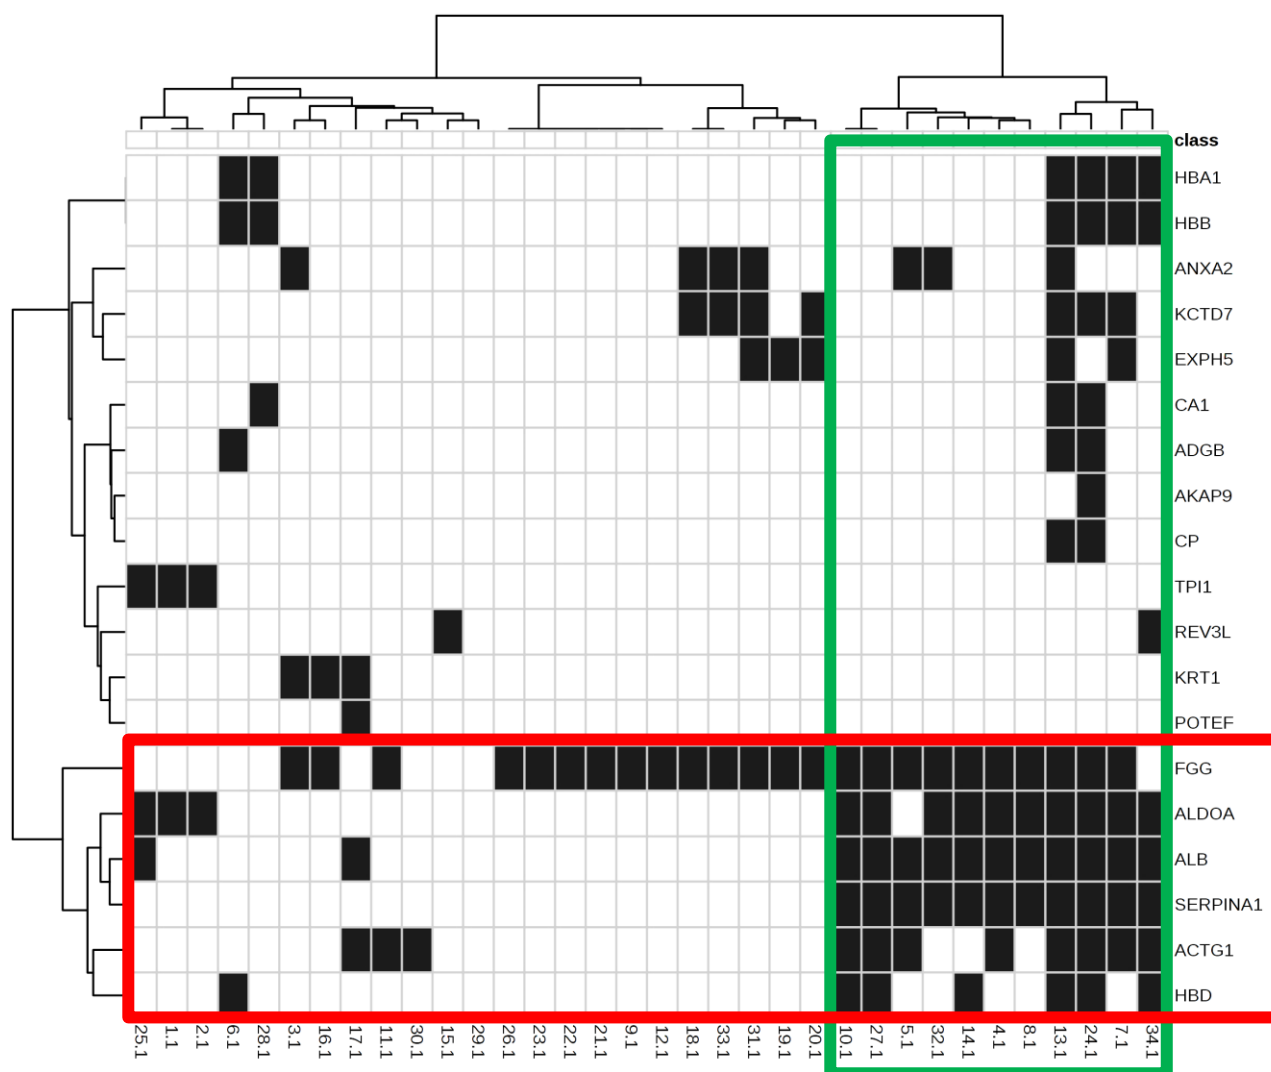 class
HBA1
HBB
ANXA2
KCTD7
EXPH5
CA1
ADGB
AKAP9
CP
TPI1
REV3L
KRT1
POTEF
FGG
ALDOA
ALB
SERPINA1
ACTG1
HBD
25.1
1.1
2.1
6.1
28.1
3.1
16.1
17.1
11.1
30.1
15.1
29.1
26.1
23.1
22.1
21.1
9.1
12.1
18.1
33.1
31.1
19.1
20.1
10.1
27.1
5.1
32.1
14.1
4.1
8.1
13.1
24.1
7.1
34.1